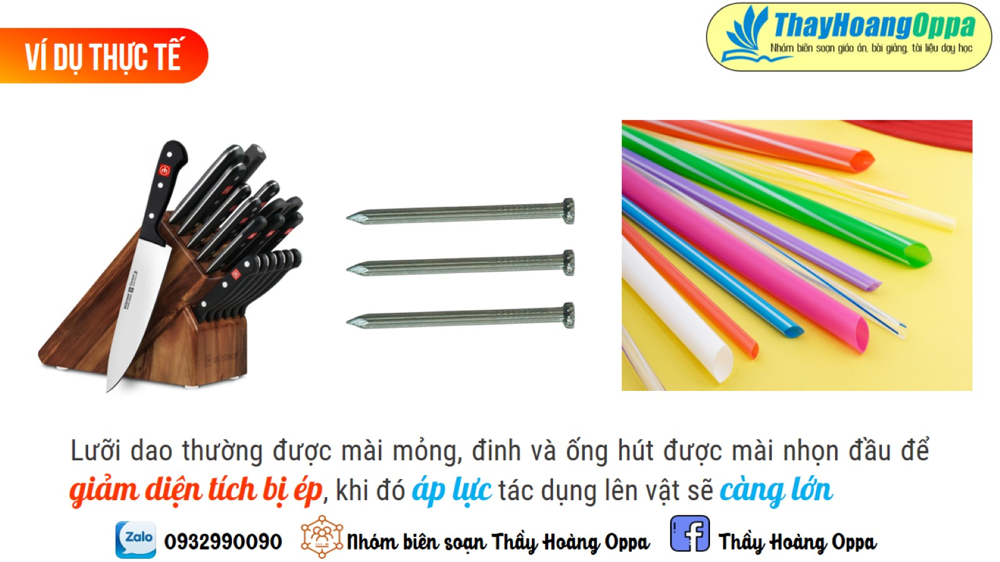 VÍ DỤ THỰC TẾ
ThayHoangOppa
Nhóm biên soạn giáo án, bài giảng, tài liệu dạy học
Lưỡi dao thường được mài mỏng, đinh và ống hút được mài nhọn đầu để
giảm diện tích bị ép, khi đó áp lực tác dụng lên vật sẽ càng lớn
Zalo 0932990090 Nhóm biên soạn Thầy Hoàng Oppa Thầy Hoàng Oppa